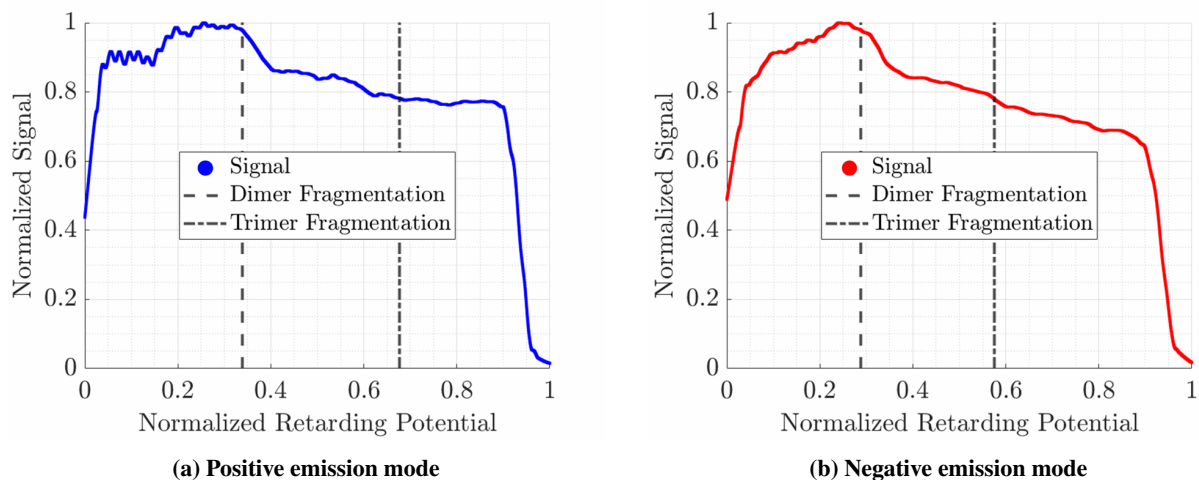 1
0.8
0.6
0.4
0.2
0
Normalized Signal
Signal
Dimer Fragmentation
Trimer Fragmentation
0 0.2 0.4 0.6 0.8 1
Normalized Retarding Potential
(a) Positive emission mode
1
0.8
0.6
0.4
0.2
0
Normalized Signal
Signal
Dimer Fragmentation
Trimer Fragmentation
0 0.2 0.4 0.6 0.8 1
Normalized Retarding Potential
(b) Negative emission mode